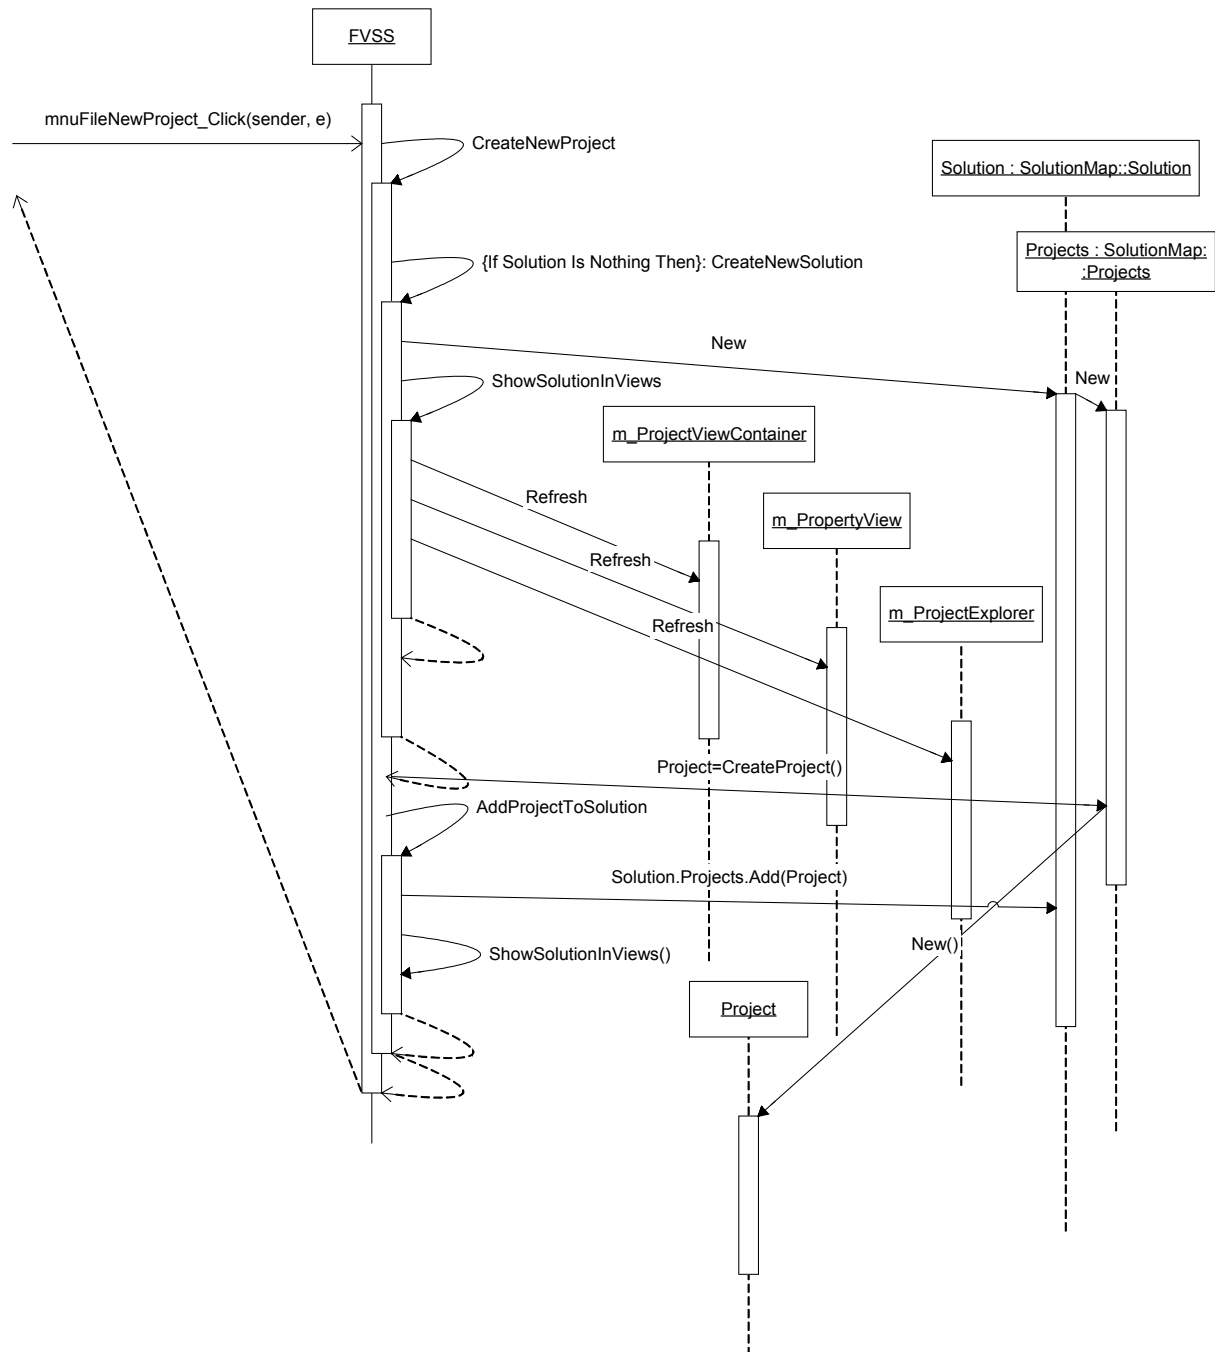 FVSS
mnuFileNewProject_Click(sender, e)
CreateNewProject
Solution : SolutionMap::Solution
Projects : SolutionMap:
:Projects
{If Solution Is Nothing Then}: CreateNewSolution
New
New
ShowSolutionInViews
m_ProjectViewContainer
Refresh
m_PropertyView
Refresh
m_ProjectExplorer
Refresh
Project=CreateProject()
AddProjectToSolution
Solution.Projects.Add(Project)
New()
ShowSolutionInViews()
Project